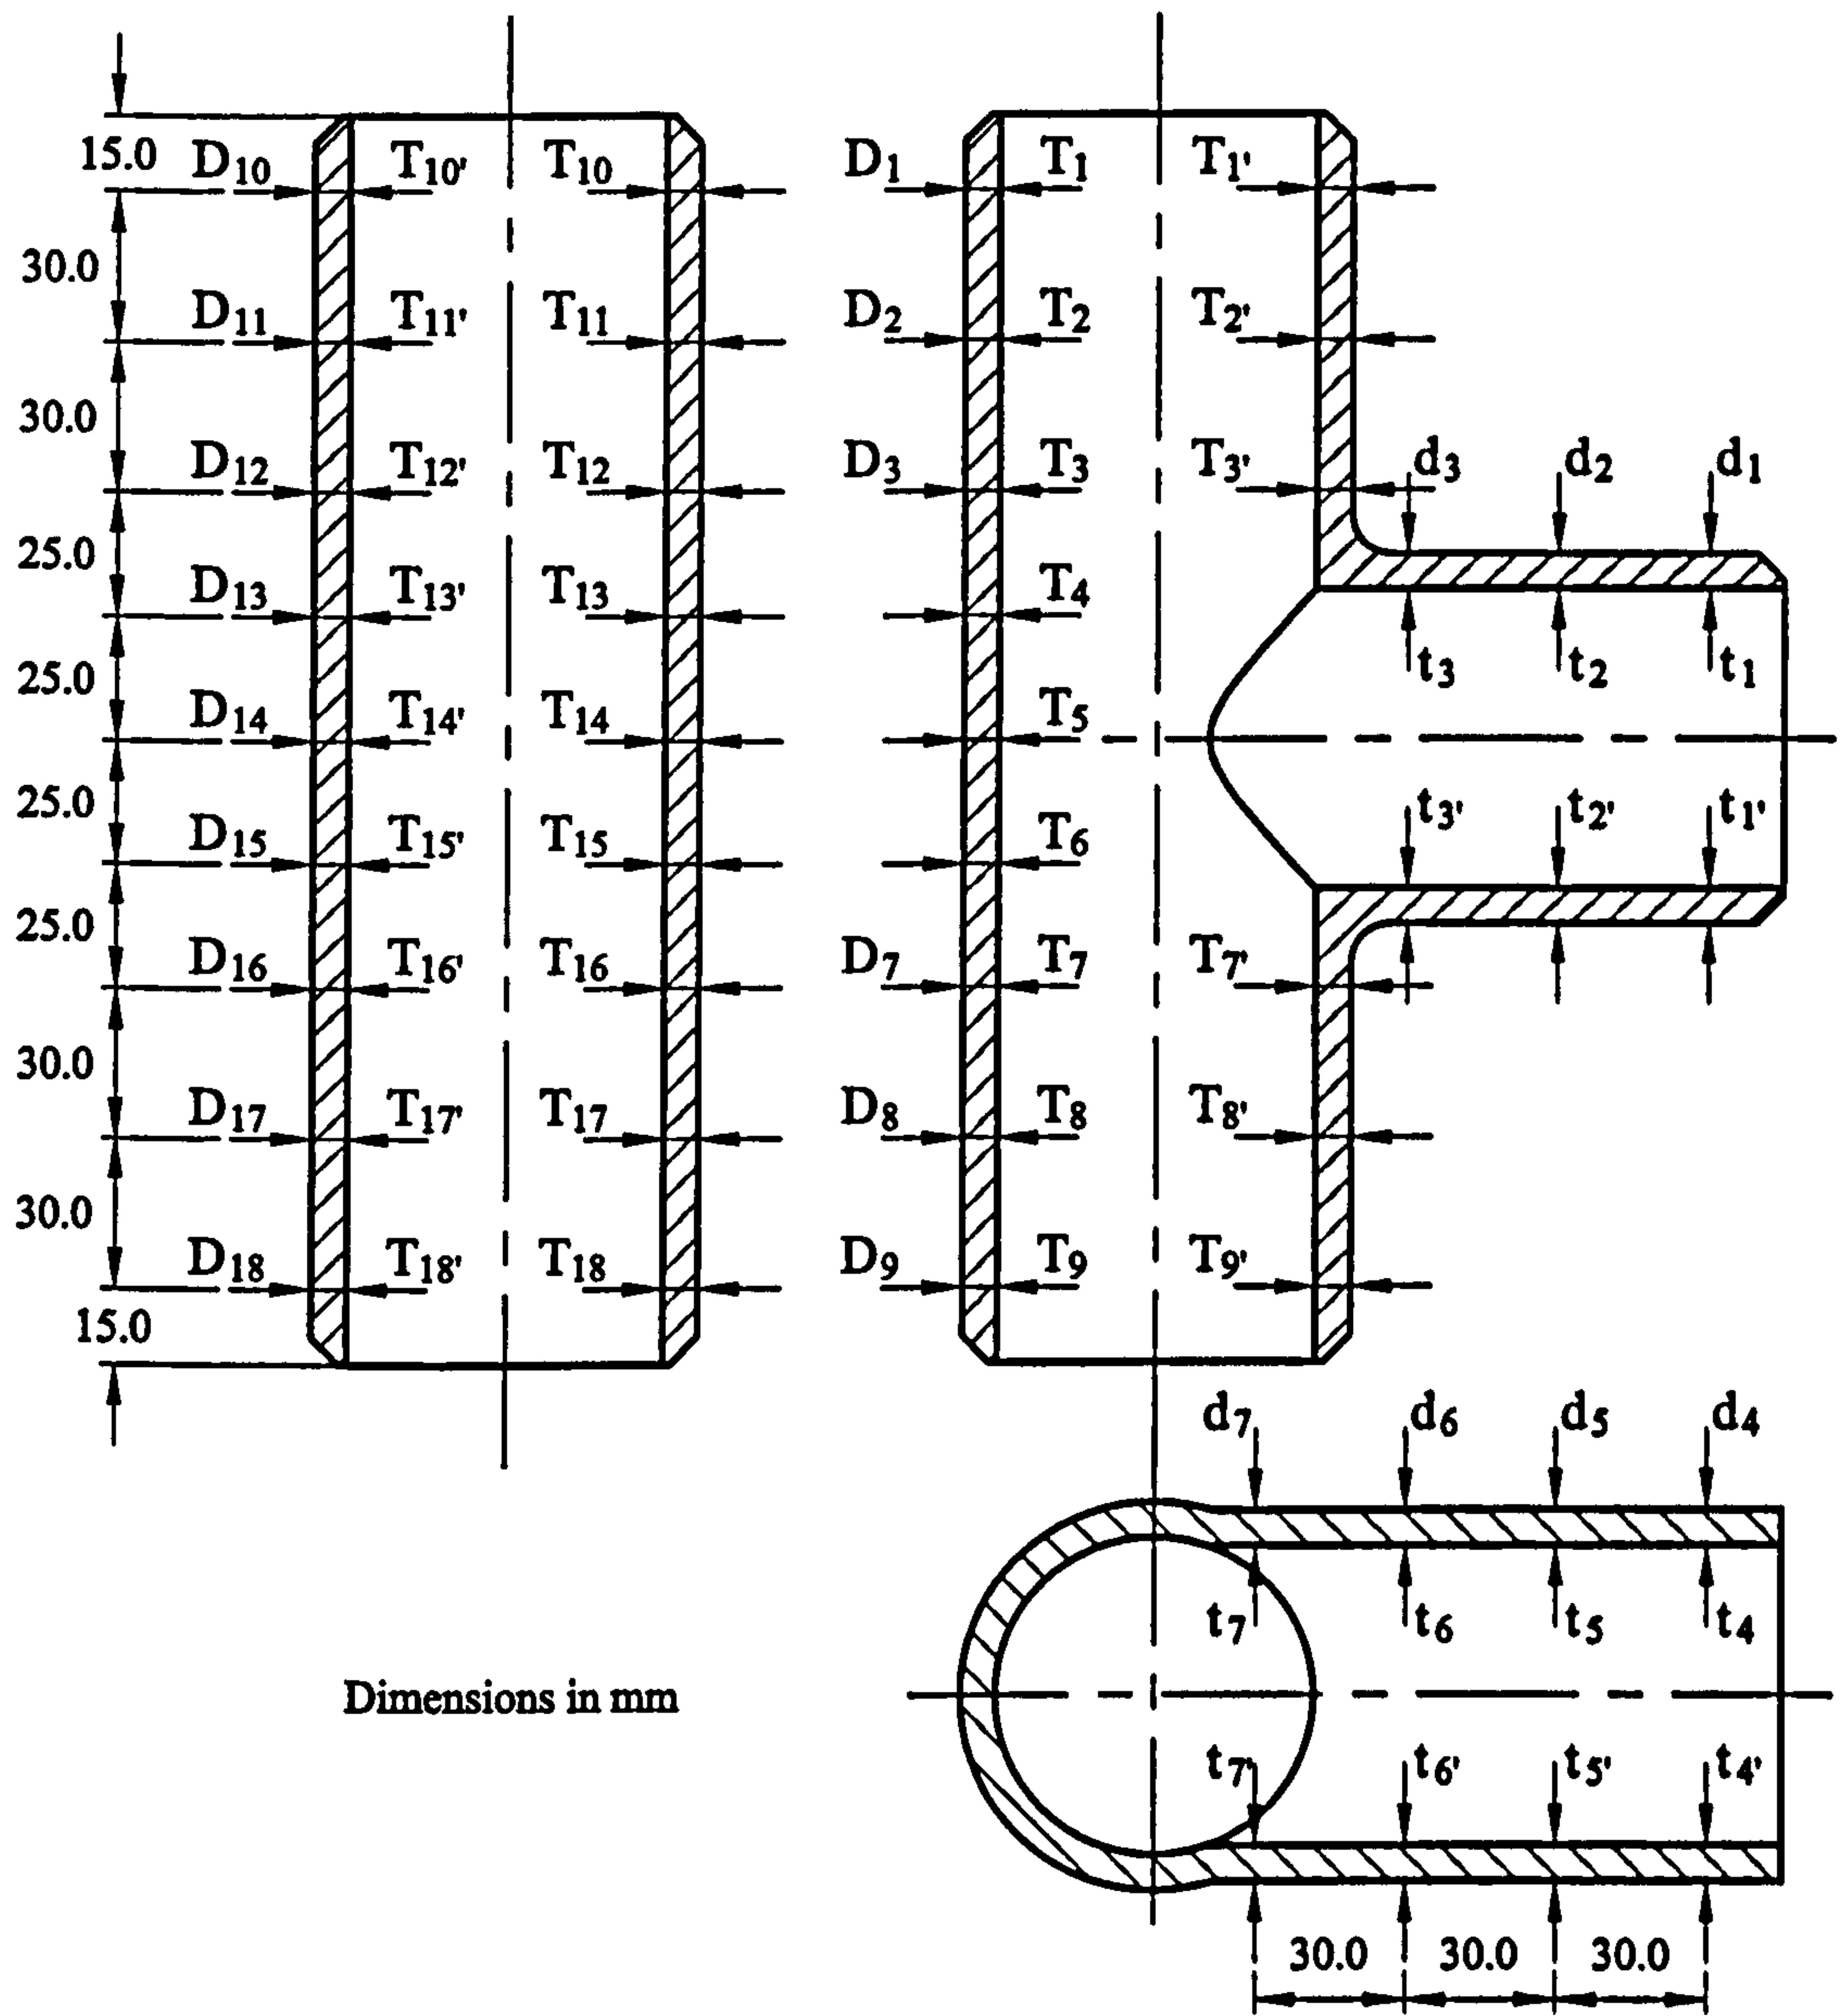 15.0 D10 T10' T10 D1 T1 T1'
30.0
D11 T11' T11 D2 T2 T2'
30.0
D12 T12' T12 D3 T3 T3' d3 d2 d1
25.0
D13 T13' T13 T4
t3 t2 t1
25.0
D14 T14' T14 T5
25.0
D15 T15' T15 T6 t3' t2' t1'
25.0
D16 T16' T16 D7 T7 T7'
30.0
D17 T17' T17 D8 T8 T8'
30.0
D18 T18' T18 D9 T9 T9'
15.0
d7 d6 d5 d4
t7 t6 t5 t4
Dimensions in mm
t7' t6' t5' t4'
30.0 30.0 30.0